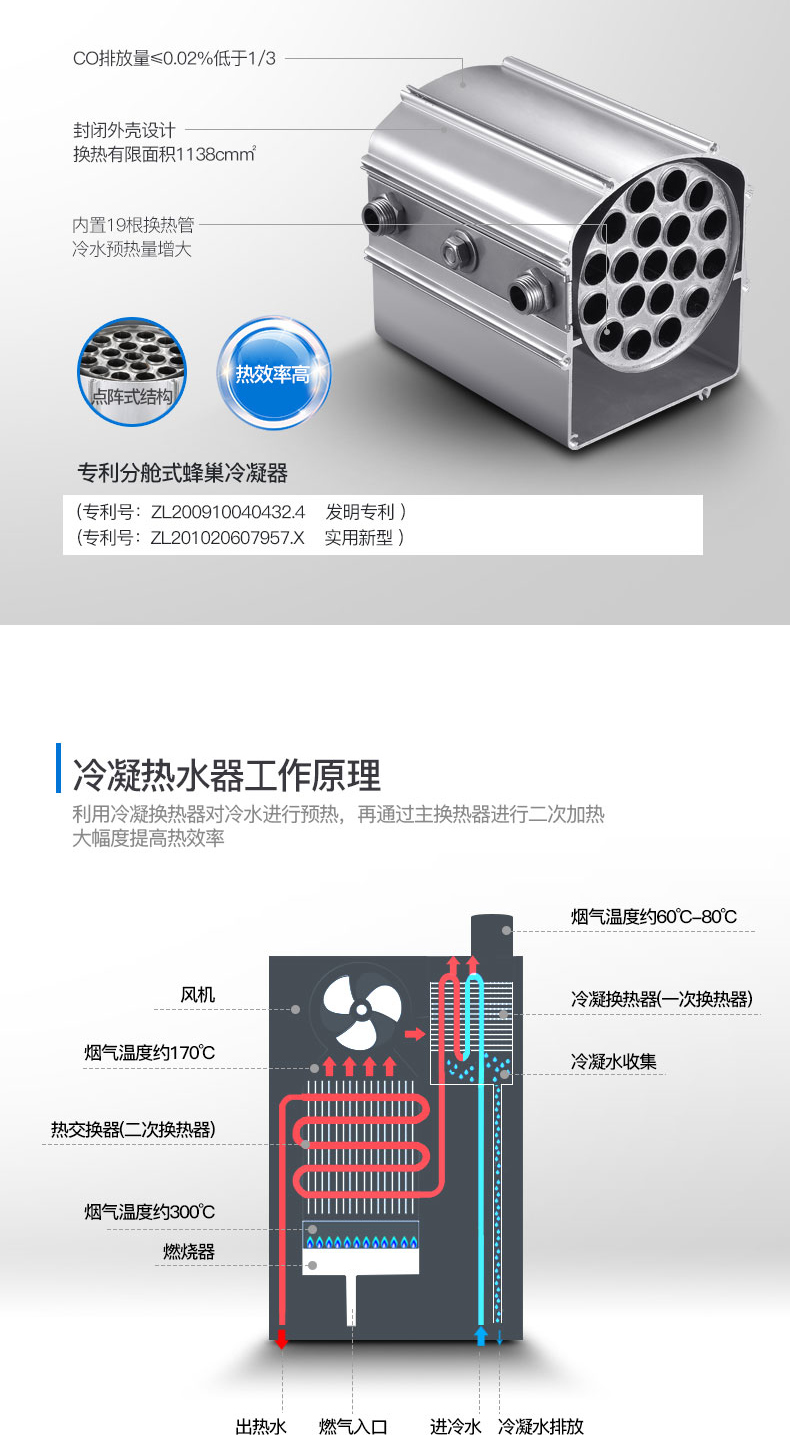 CO排放量≤0.02%低于1/3
封闭外壳设计
换热有限面积1138cmm²
内置19根换热管
冷水预热量增大
点阵式结构
热效率高
专利分舱式蜂巢冷凝器
（专利号：ZL200910040432.4 发明专利）
（专利号：ZL201020607957.X 实用新型）
冷凝热水器工作原理
利用冷凝换热器对冷水进行预热，再通过主换热器进行二次加热
大幅度提高热效率
烟气温度约60℃-80℃
风机
冷凝换热器(一次换热器)
烟气温度约170℃
冷凝水收集
热交换器(二次换热器)
烟气温度约300℃
燃烧器
出热水
燃气入口
进冷水
冷凝水排放